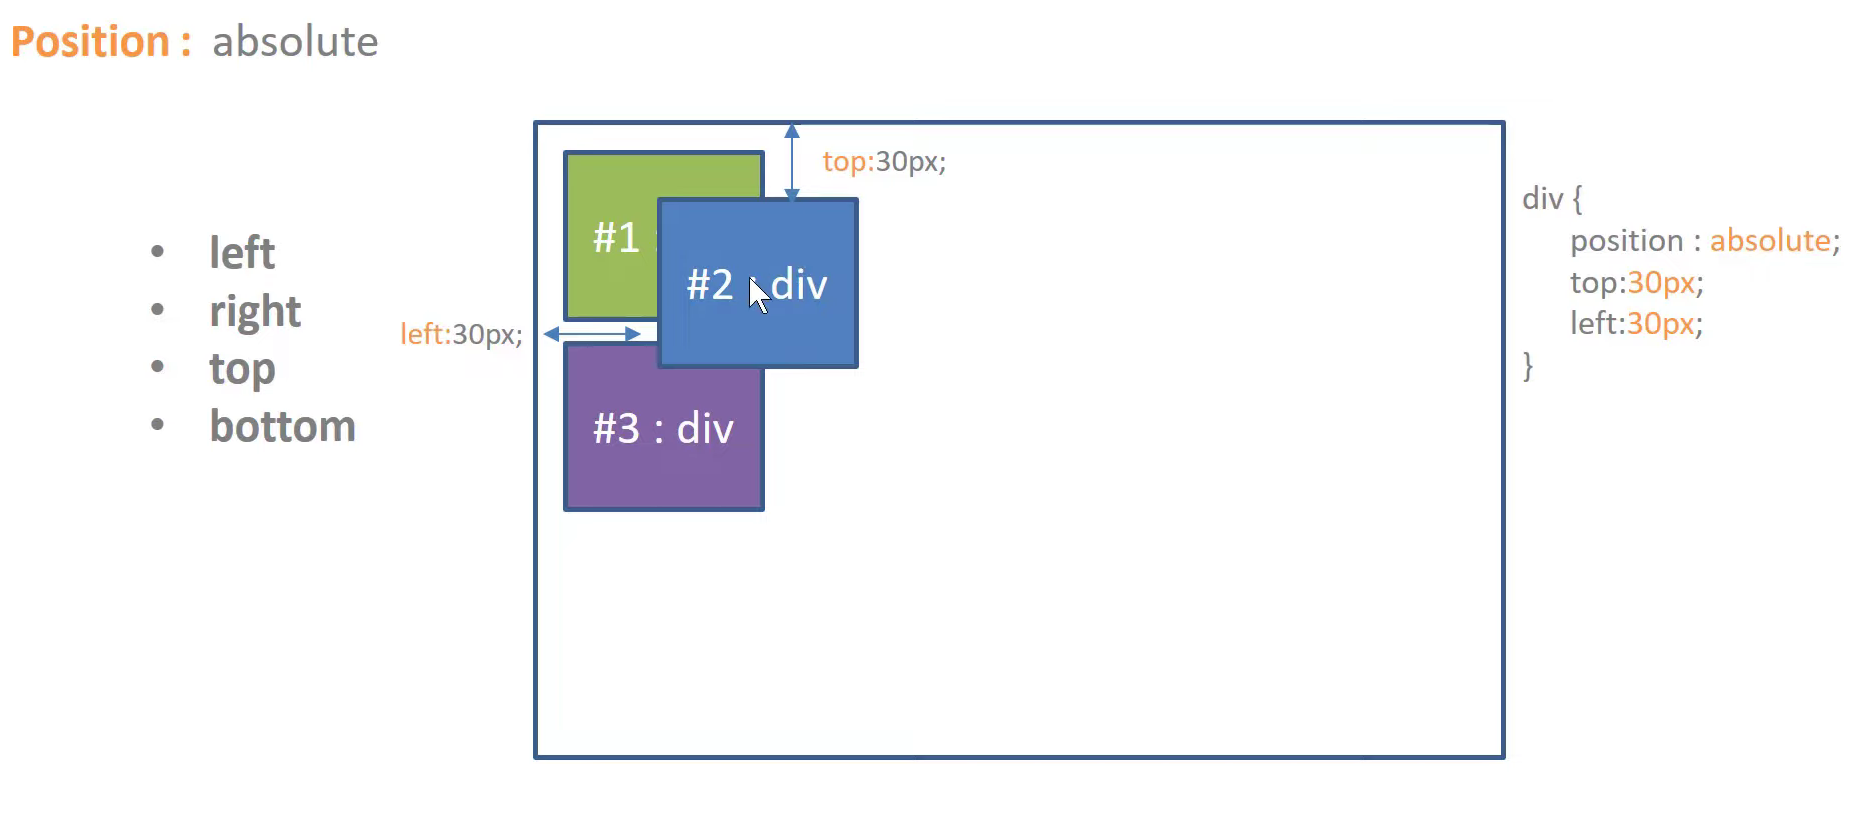 Position : absolute
• left
• right
• top
• bottom
top:30px;
left:30px;
#1
#2 : div
#3 : div
div {
position : absolute;
top:30px;
left:30px;
}